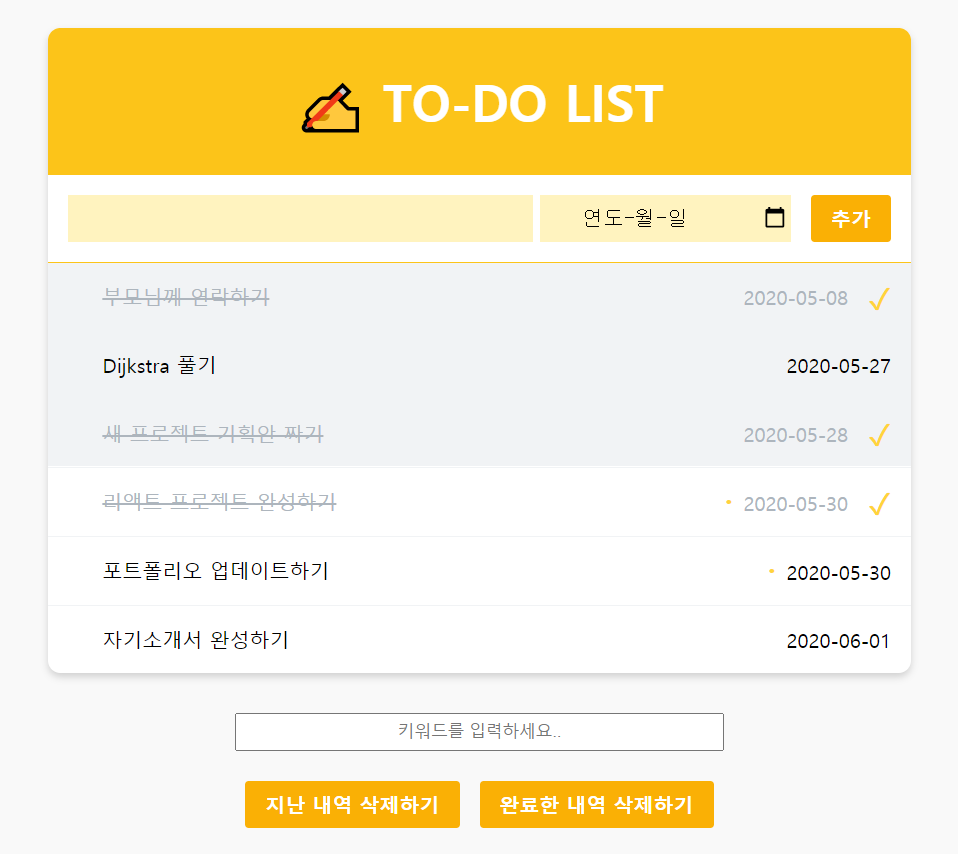 TO-DO LIST
연도-월-일 추가
부모님께 연락하기 2020-05-08 ✓
Dijkstra 풀기 2020-05-27
새 프로젝트 기획안 짜기 2020-05-28 ✓
리액트 프로젝트 완성하기 • 2020-05-30 ✓
포트폴리오 업데이트하기 • 2020-05-30
자기소개서 완성하기 2020-06-01
키워드를 입력하세요..
지난 내역 삭제하기 완료한 내역 삭제하기